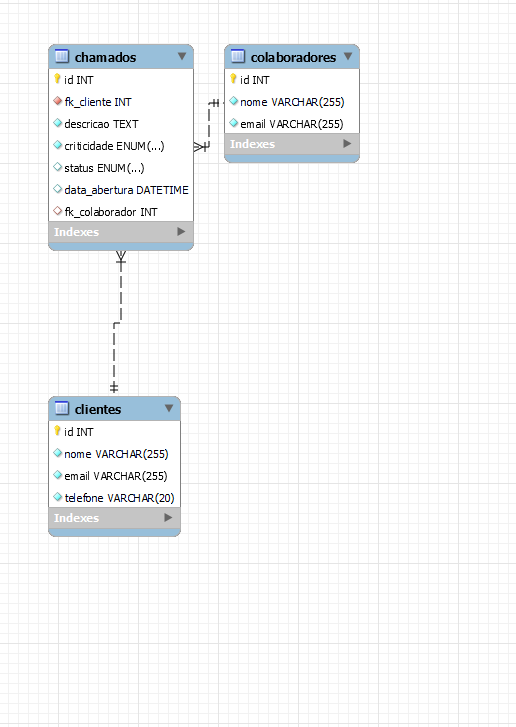 chamados
id INT
fk_cliente INT
descricao TEXT
criticidade ENUM(...)
status ENUM(...)
data_abertura DATETIME
fk_colaborador INT
Indexes
colaboradores
id INT
nome VARCHAR(255)
email VARCHAR(255)
Indexes
clientes
id INT
nome VARCHAR(255)
email VARCHAR(255)
telefone VARCHAR(20)
Indexes